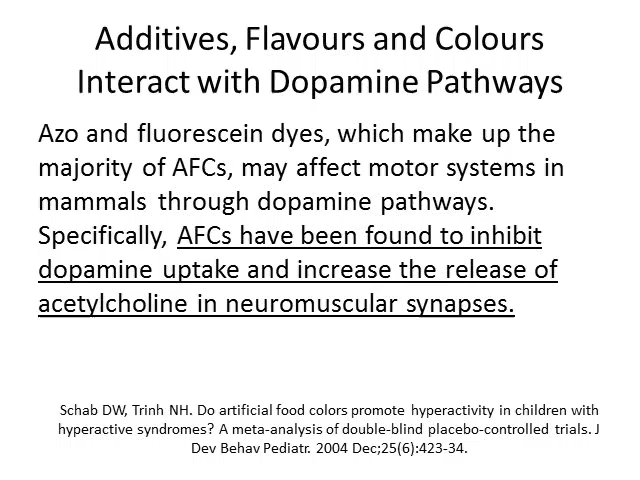 Additives, Flavours and Colours
Interact with Dopamine Pathways
Azo and fluorescein dyes, which make up the
majority of AFCs, may affect motor systems in
mammals through dopamine pathways.
Specifically, AFCs have been found to inhibit
dopamine uptake and increase the release of
acetylcholine in neuromuscular synapses.
Schab DW, Trinh NH. Do artificial food colors promote hyperactivity in children with
hyperactive syndromes? A meta-analysis of double-blind placebo-controlled trials. J
Dev Behav Pediatr. 2004 Dec;25(6):423-34.